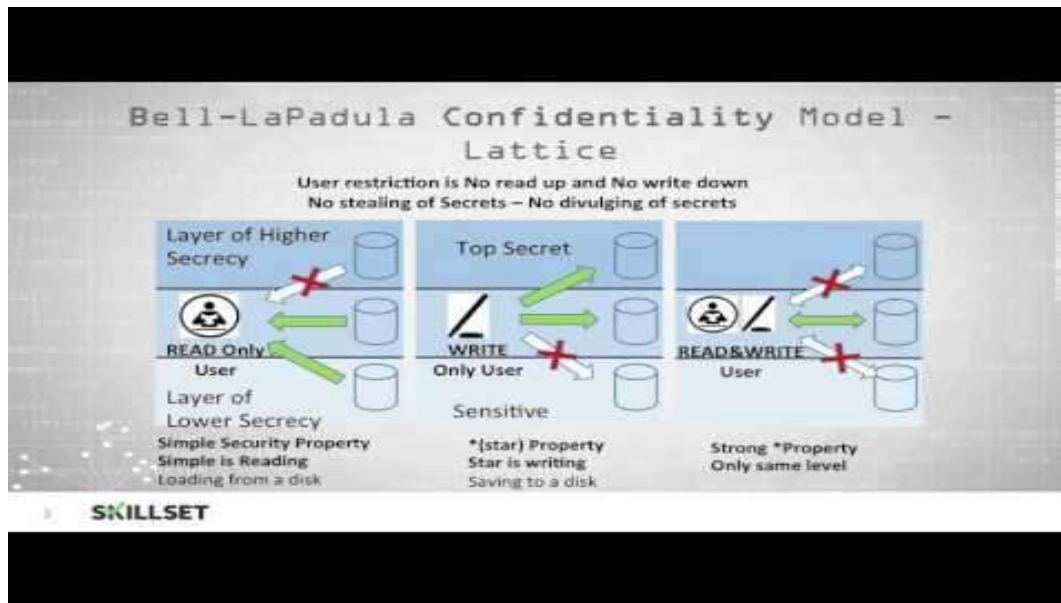 Bell-LaPadula Confidentiality Model -
Lattice
User restriction is No read up and No write down
No stealing of Secrets – No divulging of secrets
Layer of Higher
Secrecy
READ Only
User
Layer of
Lower Secrecy
Simple Security Property
Simple is Reading
Loading from a disk
Top Secret
WRITE
Only User
Sensitive
*(star) Property
Star is writing
Saving to a disk
READ&WRITE
User
Strong *Property
Only same level
SKILLSET